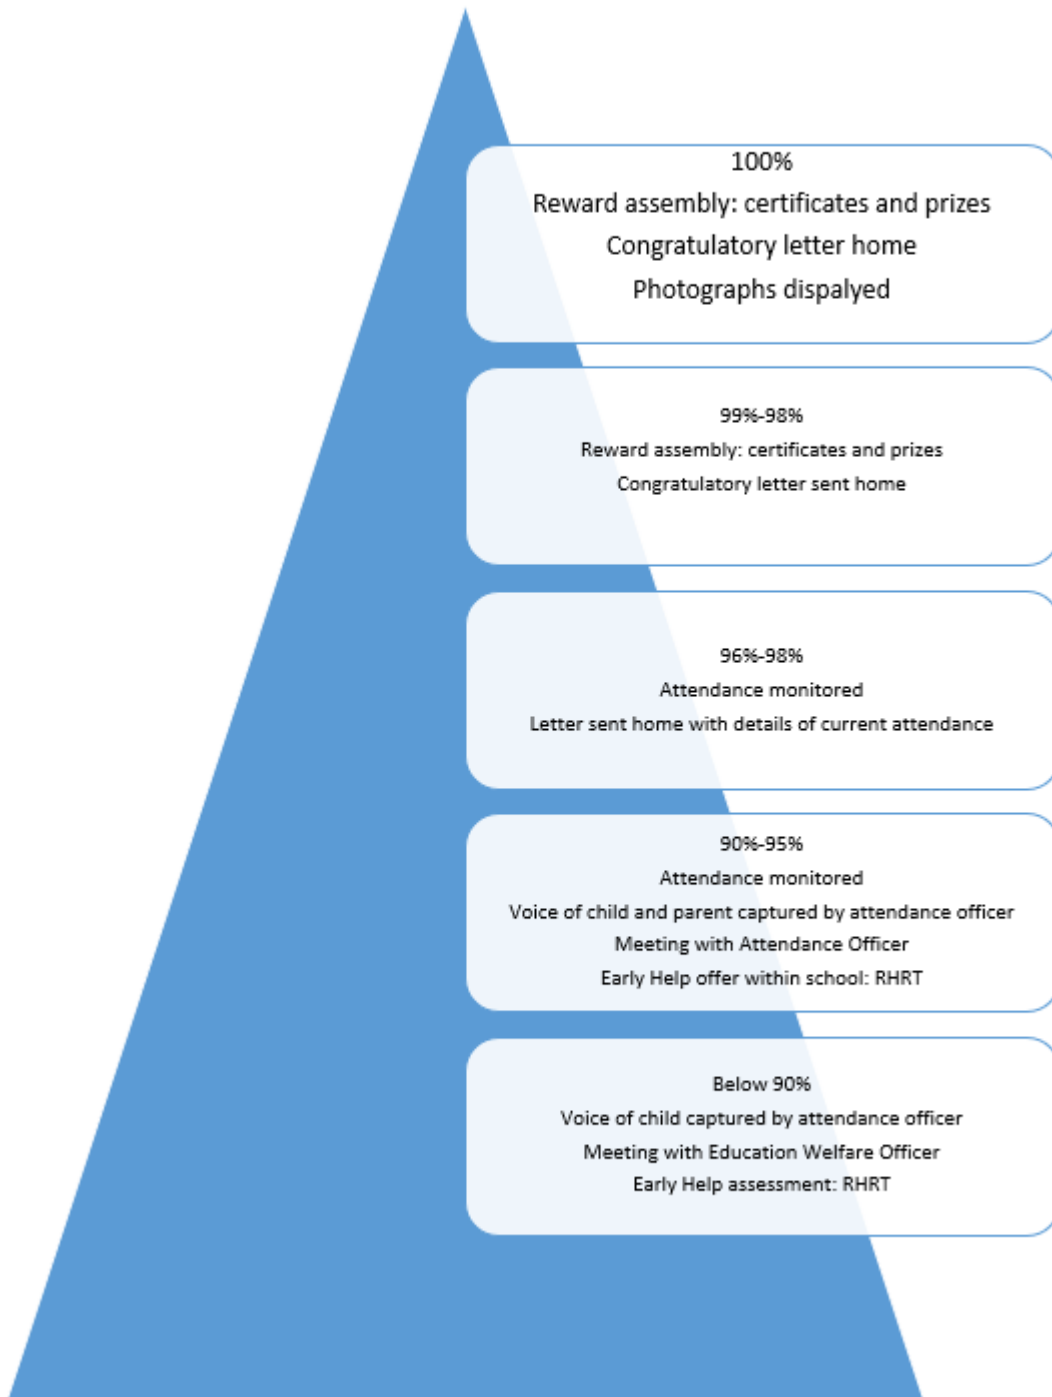 100%
Reward assembly: certificates and prizes
Congratulatory letter home
Photographs dispalyed
99%-98%
Reward assembly: certificates and prizes
Congratulatory letter sent home
96%-98%
Attendance monitored
Letter sent home with details of current attendance
90%-95%
Attendance monitored
Voice of child and parent captured by attendance officer
Meeting with Attendance Officer
Early Help offer within school: RHRT
Below 90%
Voice of child captured by attendance officer
Meeting with Education Welfare Officer
Early Help assessment: RHRT